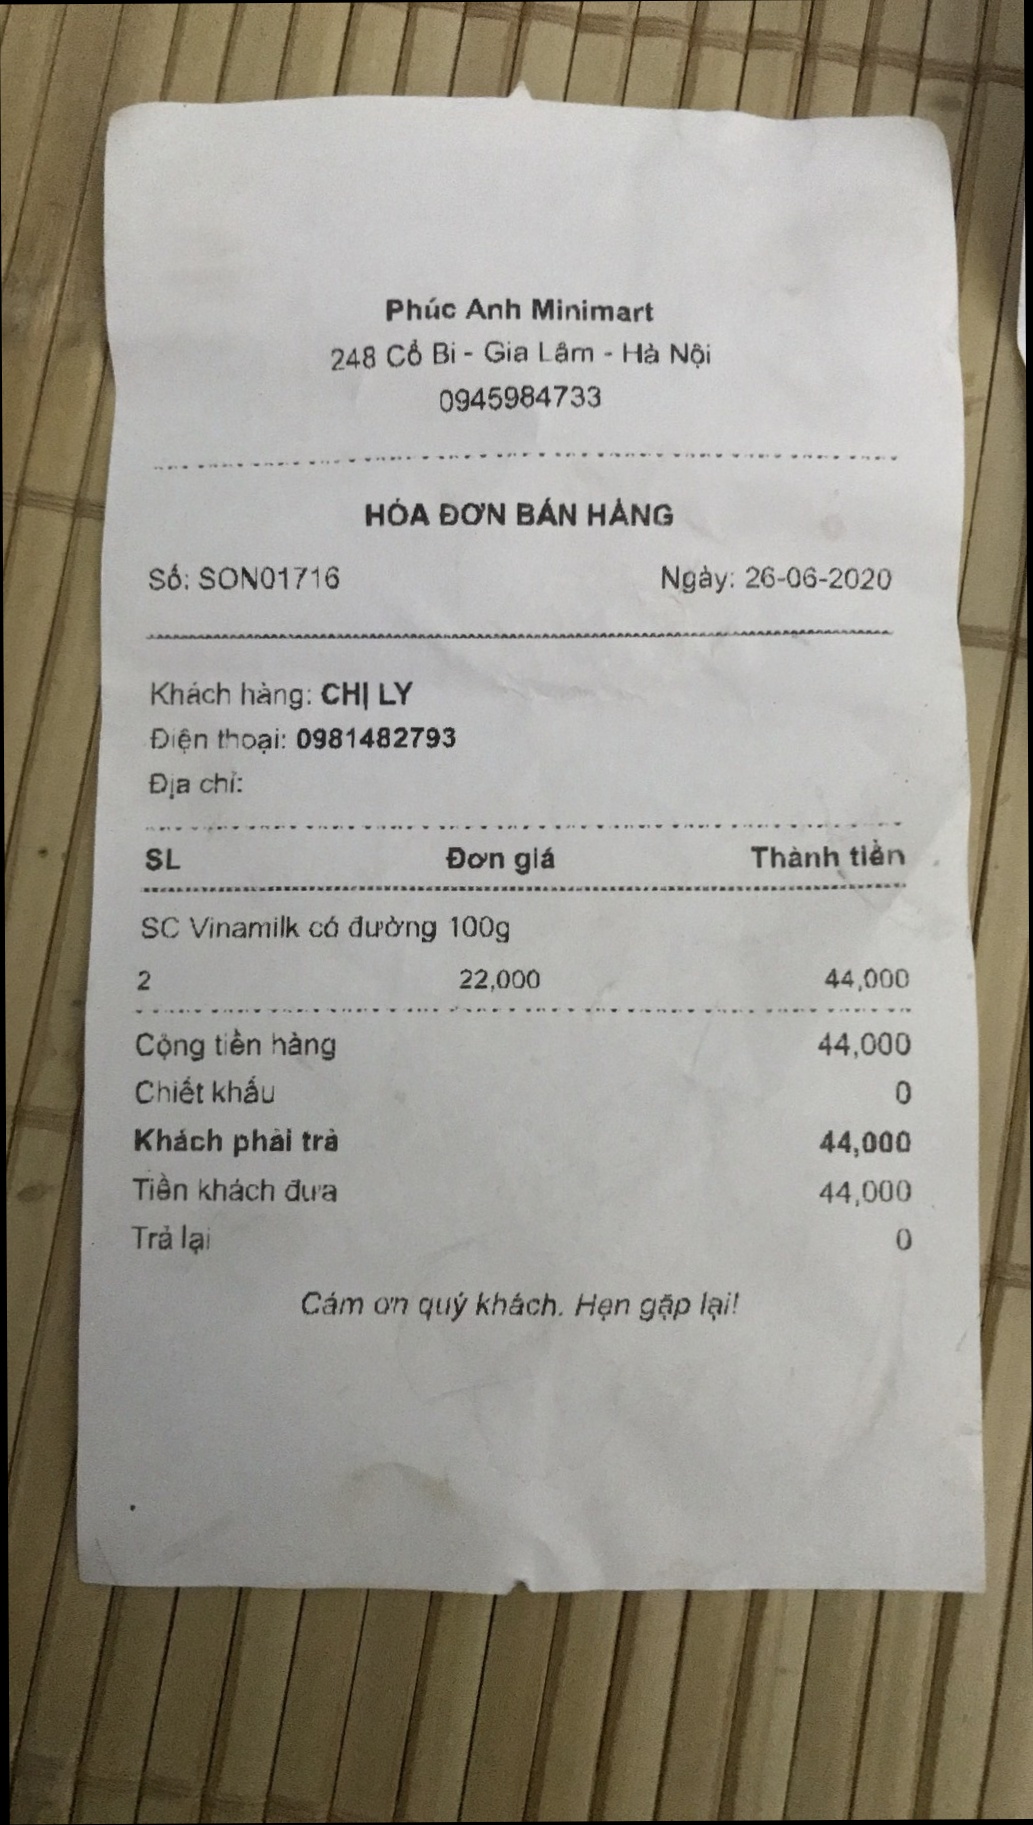 Phúc Anh Minimart
248 Cổ Bi - Gia Lâm - Hà Nội
0945984733
HÓA ĐƠN BÁN HÀNG
Số: SON01716 Ngày: 26-06-2020
Khách hàng: CHỊ LY
Điện thoại: 0981482793
Địa chỉ:
SL Đơn giá Thành tiền
SC Vinamilk có đường 100g
2 22,000 44,000
Cộng tiền hàng 44,000
Chiết khấu 0
Khách phải trả 44,000
Tiền khách đưa 44,000
Trả lại 0
Cám ơn quý khách. Hẹn gặp lại!